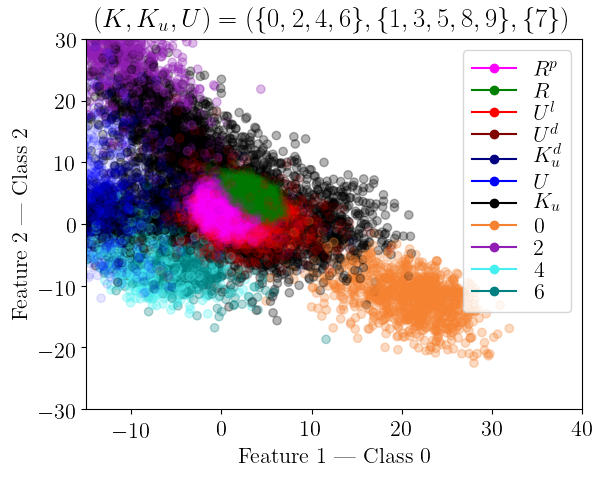 (K, K_u, U) = ({0, 2, 4, 6}, {1, 3, 5, 8, 9}, {7})
30
20
10
0
−10
−20
−30
−10
0
10
20
30
40
Feature 2 — Class 2
Feature 1 — Class 0
R^p
R
U^l
U^d
K_u^d
U
K_u
0
2
4
6